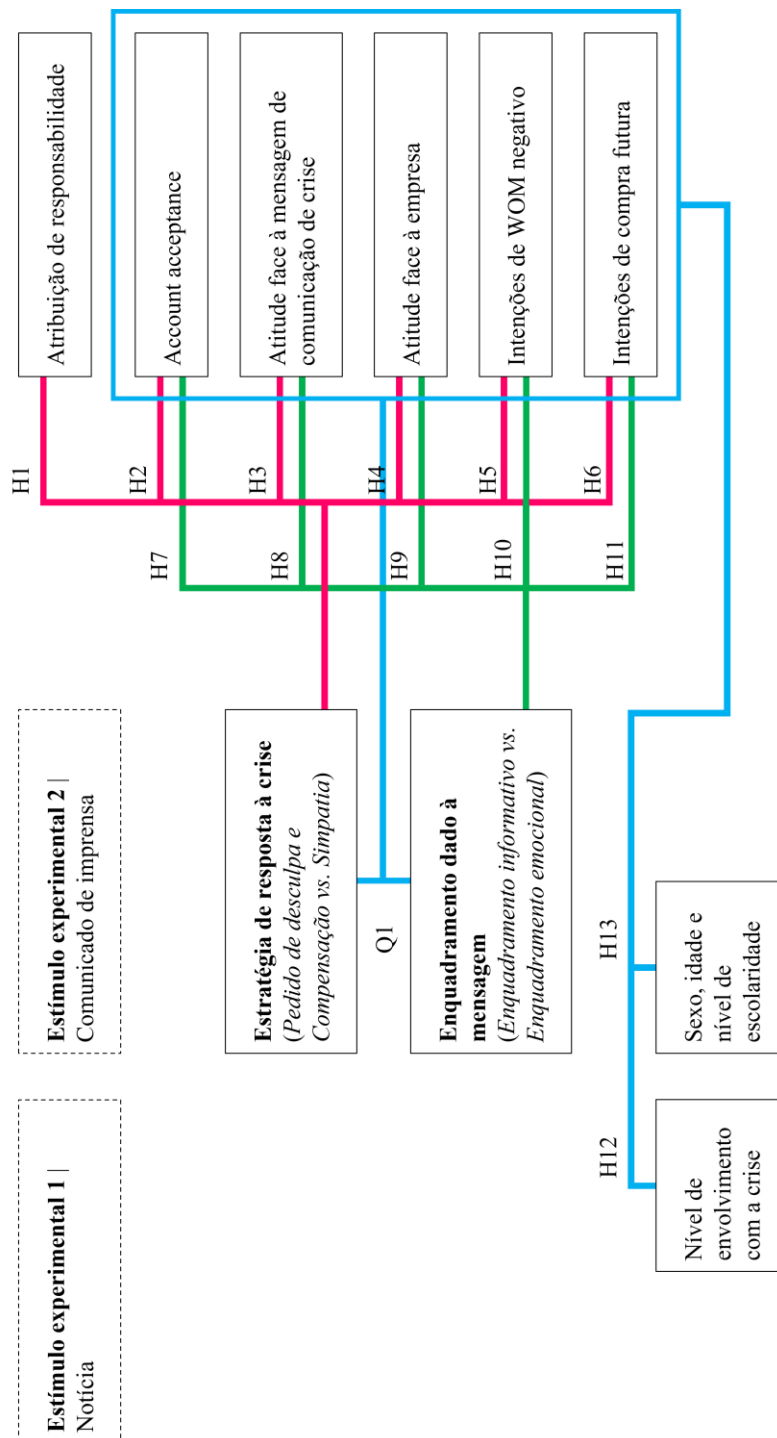 Estímulo experimental 1 |
Notícia
Estímulo experimental 2 |
Comunicado de imprensa
Estratégia de resposta à crise
(Pedido de desculpa e
Compensação vs. Simpatia)
Q1
Enquadramento dado à
mensagem
(Enquadramento informativo vs.
Enquadramento emocional)
H12
Nível de
envolvimento
com a crise
H13
Sexo, idade e
nível de
escolaridade
H7
H8
H9
H10
H11
H1
H2
H3
H4
H5
H6
Atribuição de responsabilidade
Account acceptance
Atitude face à mensagem de
comunicação de crise
Atitude face à empresa
Intenções de WOM negativo
Intenções de compra futura